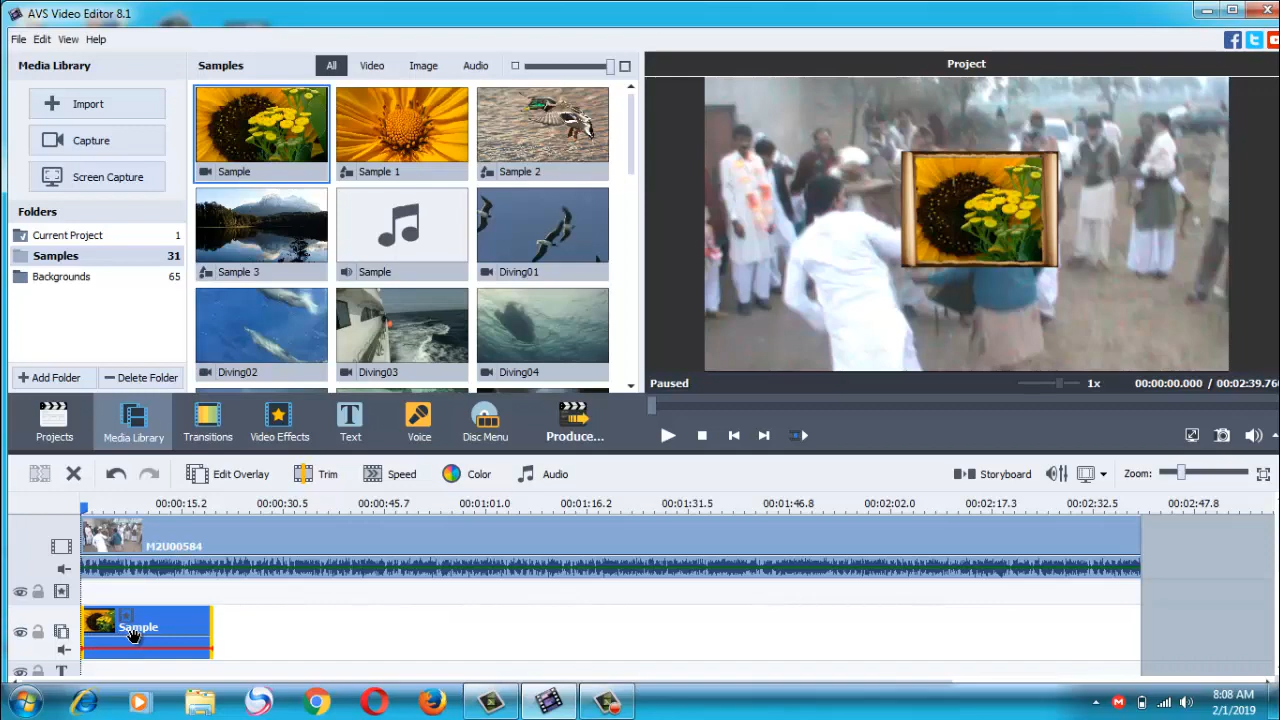 AVS Video Editor 8.1
File Edit View Help
Media Library
Import
Capture
Screen Capture
Folders
Current Project 1
Samples 31
Backgrounds 65
Add Folder Delete Folder
Samples All Video Image Audio
Sample Sample 1 Sample 2
Sample 3 Sample Diving01
Diving02 Diving03 Diving04
Project
Paused 1x 00:00:00.000 / 00:02:39.76
Projects Media Library Transitions Video Effects Text Voice Disc Menu Produce...
Edit Overlay Trim Speed Color Audio Storyboard Zoom:
00:00:15.2 00:00:30.5 00:00:45.7 00:01:01.0 00:01:16.2 00:01:31.5 00:01:46.8 00:02:02.0 00:02:17.3 00:02:32.5 00:02:47.8
M2U00584
Sample
8:08 AM
2/1/2019